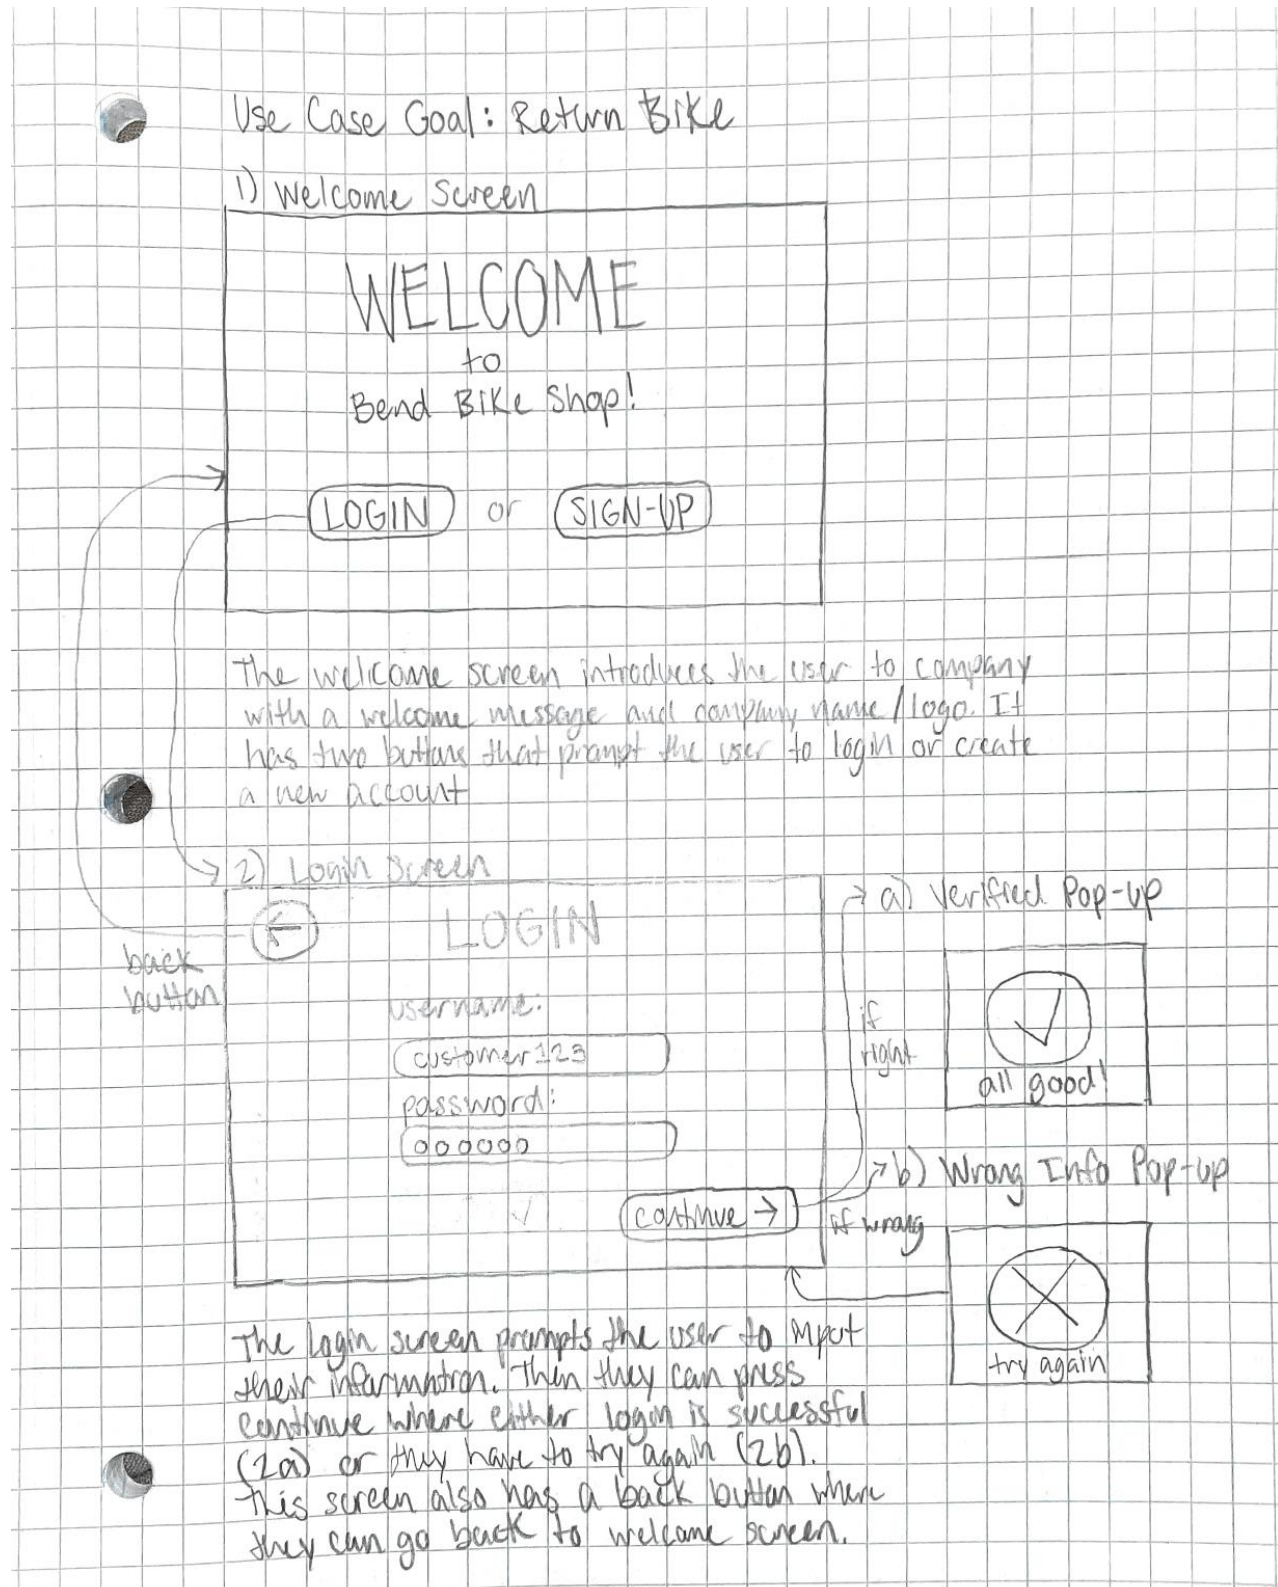 Use Case Goal: Return Bike
1) Welcome Screen
WELCOME
to
Bend Bike Shop!
LOGIN or SIGN-UP
The welcome screen introduces the user to company
with a welcome message and company name/logo. It
has two buttons that prompt the user to login or create
a new account
2) Login Screen
back
button
←
LOGIN
username:
customer123
password:
oooooo
continue →
if
right
a) Verified Pop-up
all good!
if wrong
b) Wrong Info Pop-up
try again
The login screen prompts the user to input
their information. Then they can press
continue where either login is successful
(2a) or they have to try again (2b).
This screen also has a back button where
they can go back to welcome screen.